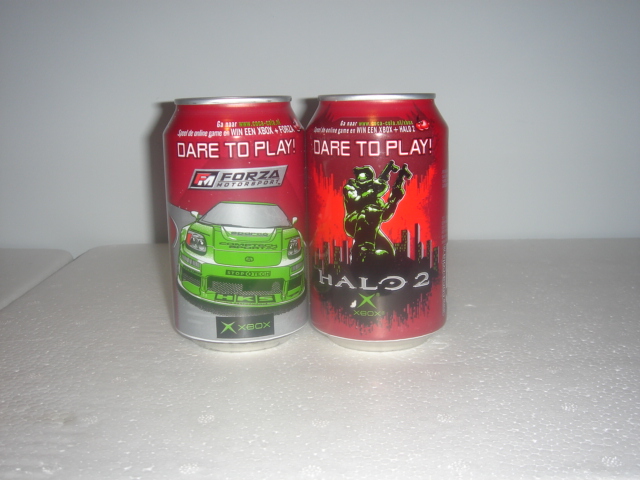 Ga naar www.coca-cola.nl
Speel de online game en WIN EEN XBOX + FORZA
DARE TO PLAY!
FM FORZA
MOTORSPORT
HKS
XBOX
Ga naar www.coca-cola.nl/xbox
Speel de online game en WIN EEN XBOX + HALO 2
DARE TO PLAY!
HALO 2
XBOX